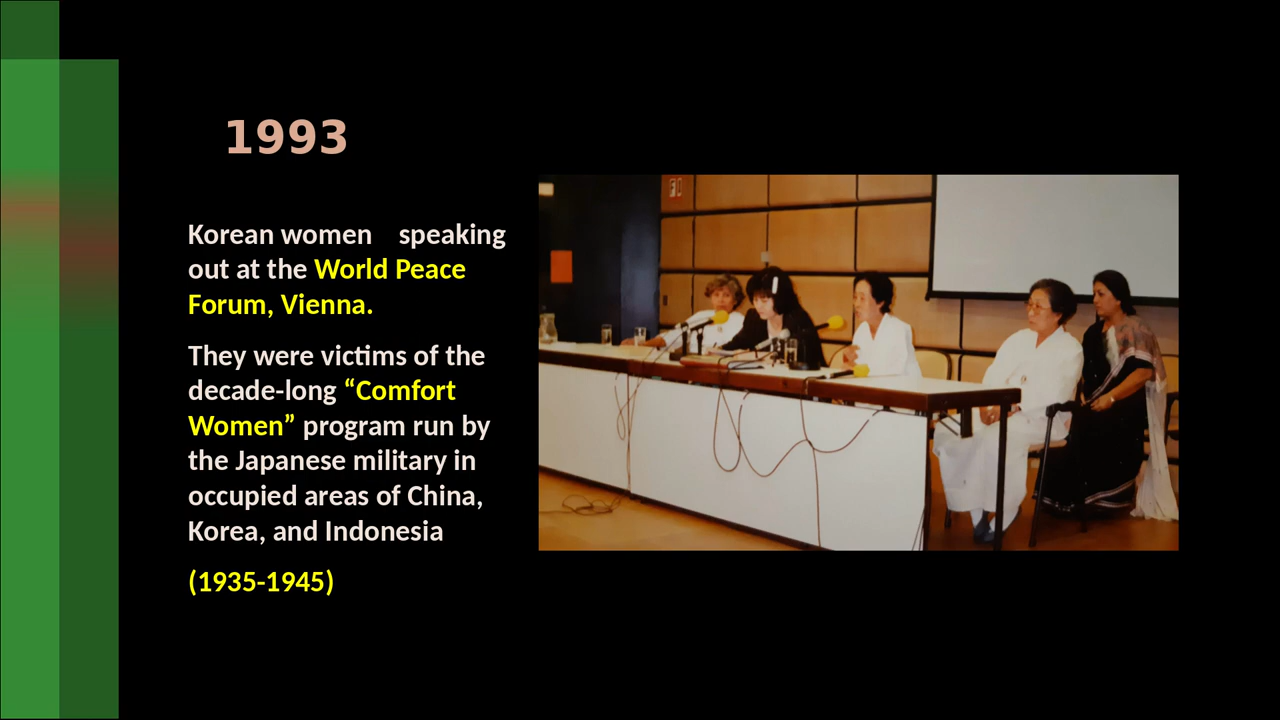 1993
Korean women speaking
out at the World Peace
Forum, Vienna.
They were victims of the
decade-long “Comfort
Women” program run by
the Japanese military in
occupied areas of China,
Korea, and Indonesia
(1935-1945)